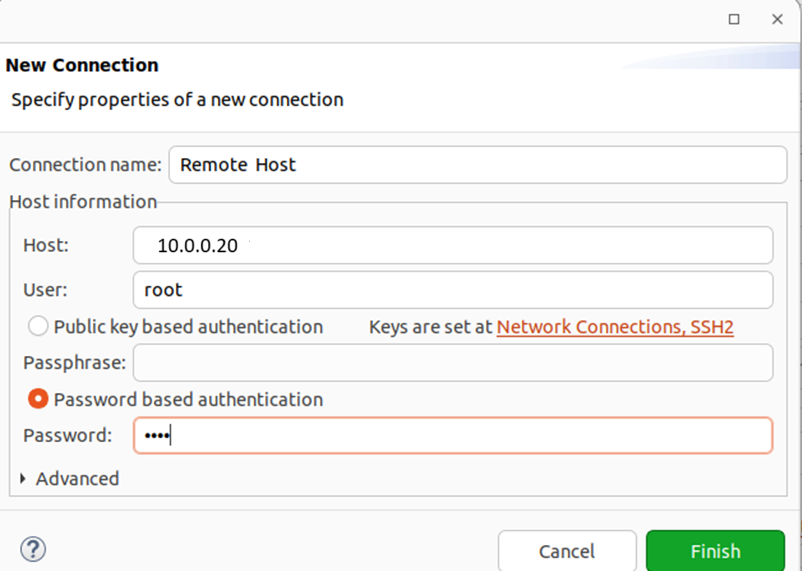 New Connection
Specify properties of a new connection
Connection name: Remote Host
Host information
Host: 10.0.0.20
User: root
Public key based authentication Keys are set at Network Connections, SSH2
Passphrase:
Password based authentication
Password: ••••
Advanced
? Cancel Finish